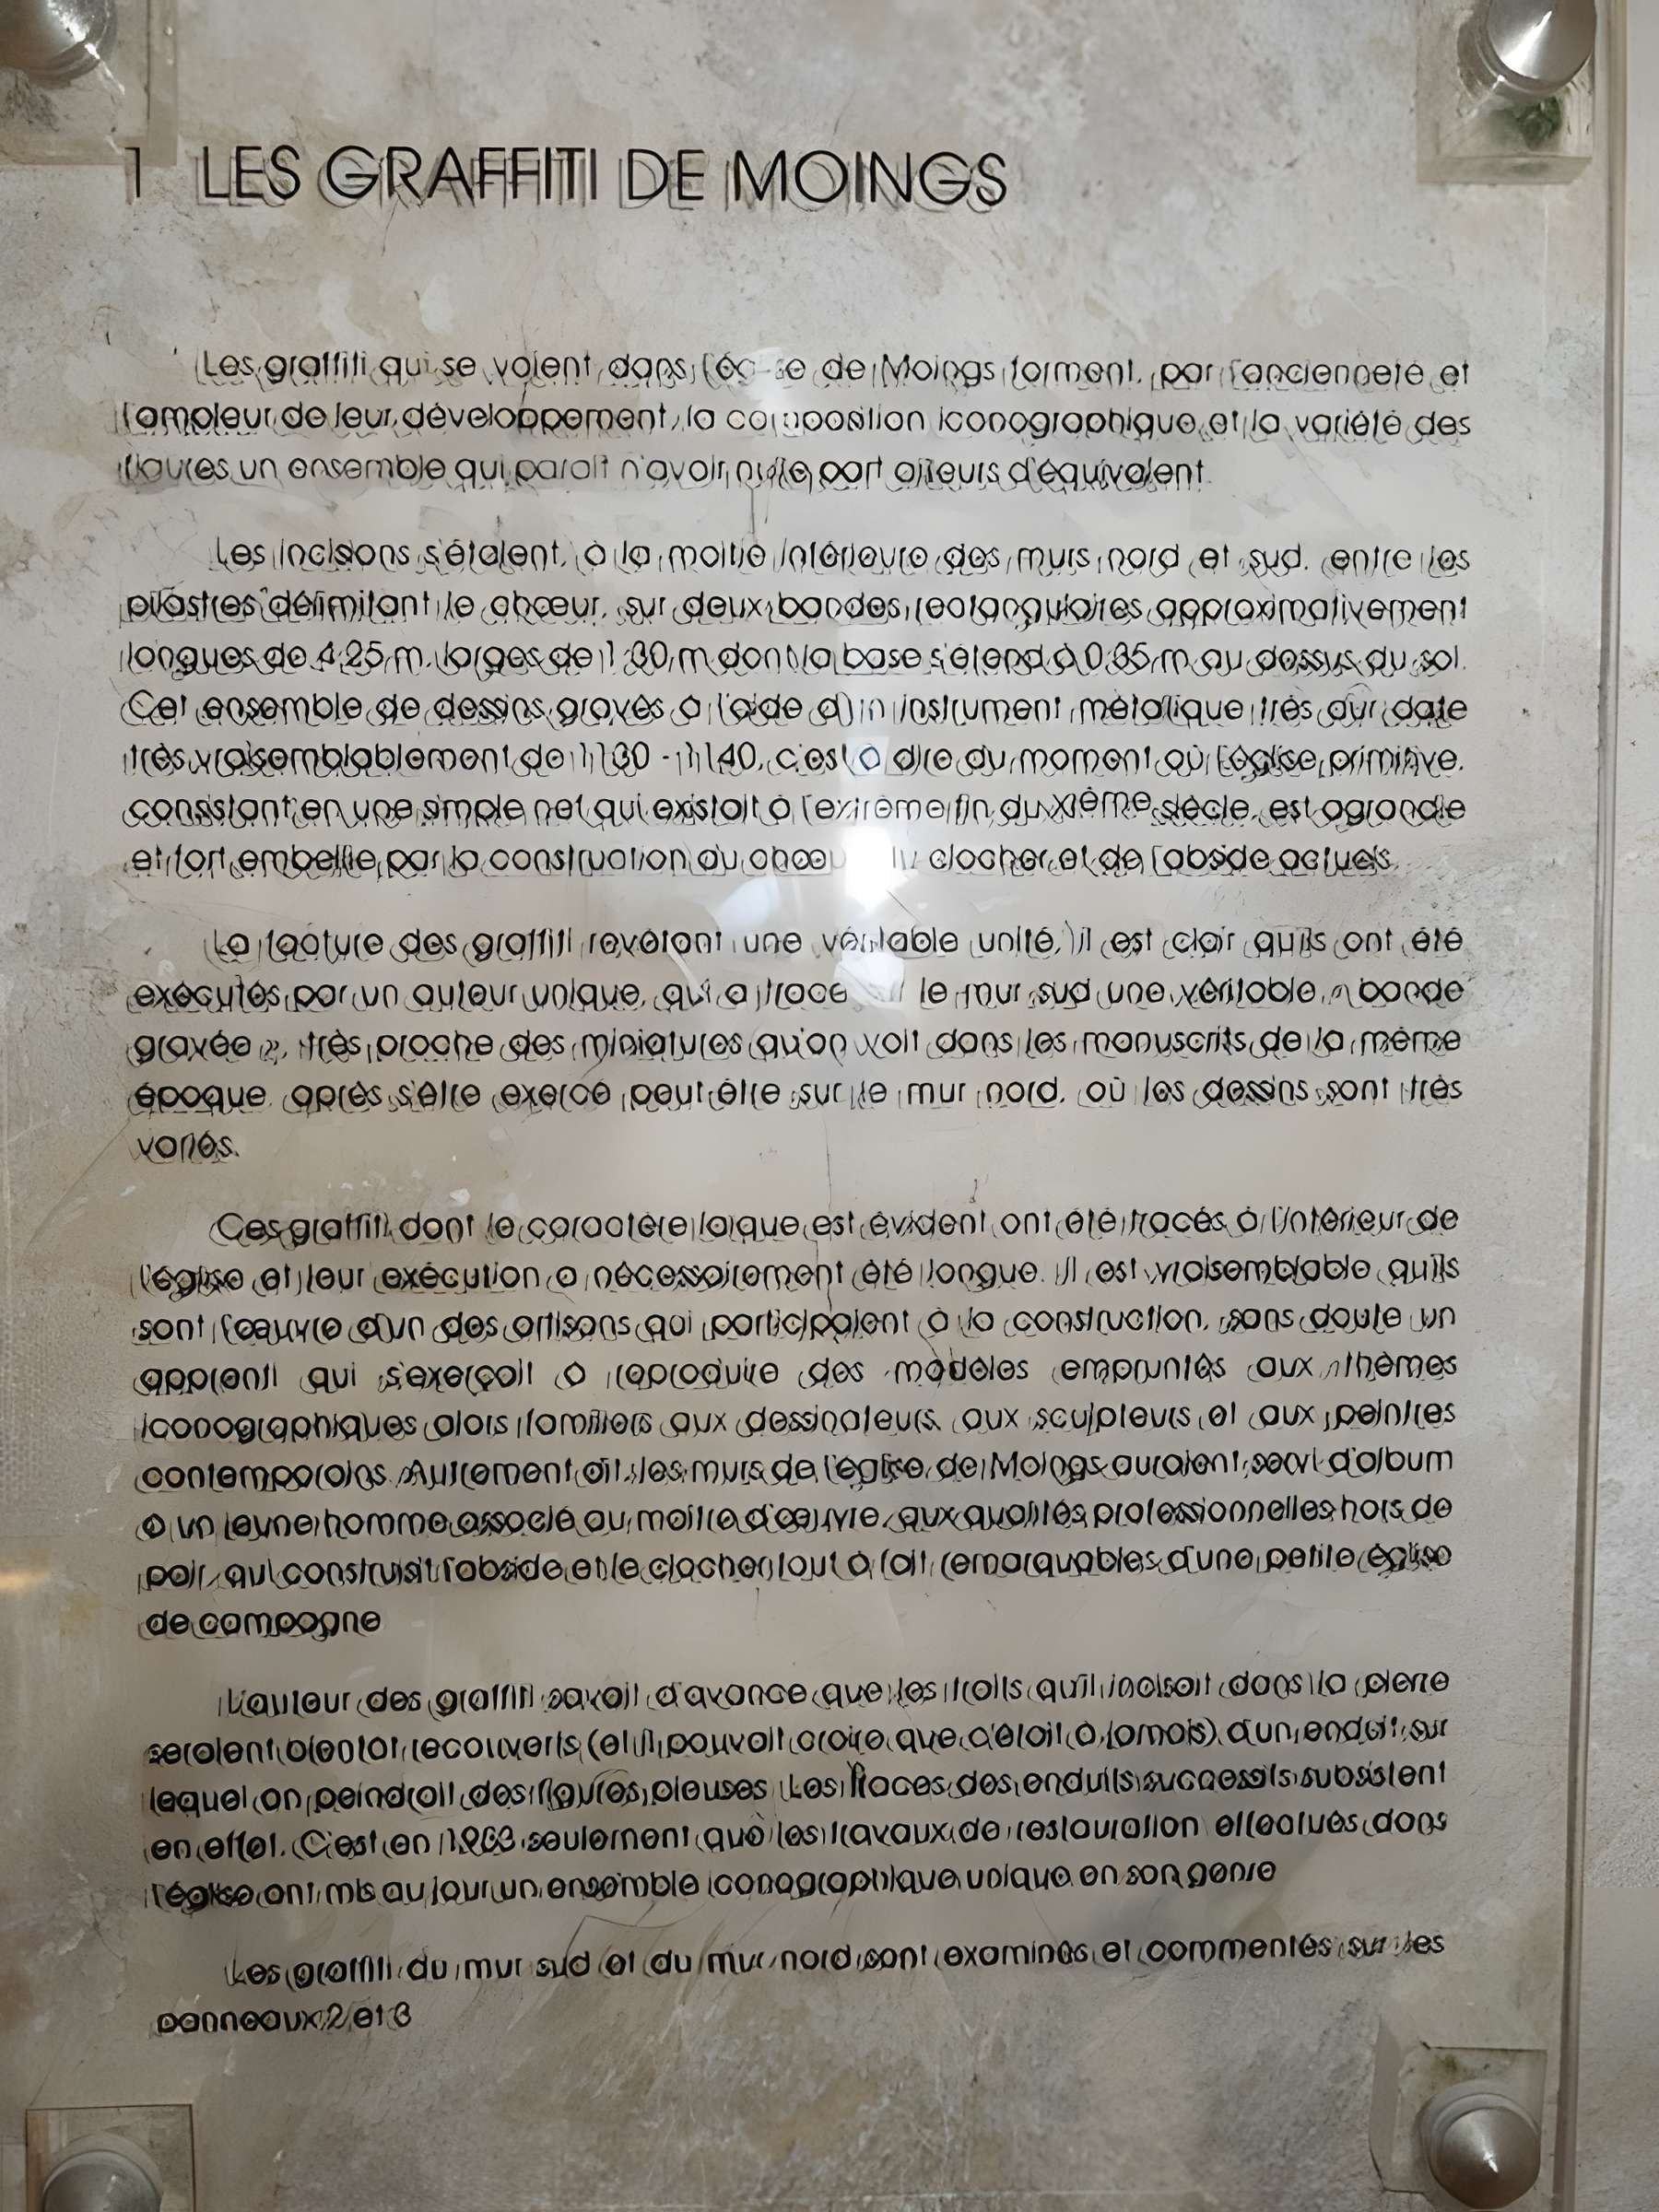 1 LES GRAFFITI DE MOINGS
Les graffiti qui se voient dans l'église de Moings forment, par l'ancienneté et
l'ampleur de leur développement, la composition iconographique et la variété des
figures un ensemble qui paraît n'avoir nulle part ailleurs d'équivalent.
Les incisions s'étalent, à la moitié inférieure des murs nord et sud, entre les
pilastres délimitant le chœur, sur deux bandes rectangulaires approximativement
longues de 4,25 m, larges de 1,30 m dont la base s'étend à 0,35 m au dessus du sol.
Cet ensemble de dessins gravés à l'aide d'un instrument métallique très dur date
très vraisemblablement de 1130 - 1140, c'est à dire du moment où l'église primitive,
consistant en une simple nef qui existait à l'extrême fin du XIème siècle, est agrandie
et fort embellie par la construction du chœur du clocher et de l'abside actuels.
La facture des graffiti revêtant une véritable unité, il est clair qu'ils ont été
exécutés par un auteur unique, qui a tracé le mur sud une véritable « bande
gravée », très proche des miniatures qu'on voit dans les manuscrits de la même
époque après s'être exercé peut être sur le mur nord, où les dessins sont très
variés.
Ces graffiti dont le caractère laïque est évident ont été tracés à l'intérieur de
l'église et leur exécution a nécessairement été longue. Il est vraisemblable qu'ils
sont l'œuvre d'un des artisans qui participaient à la construction, sans doute un
apprenti qui s'exerçait à reproduire des modèles empruntés aux thèmes
iconographiques alors familiers aux dessinateurs, aux sculpteurs et aux peintres
contemporains. Autrement dit, les murs de l'église de Moings auraient servi d'album
à un jeune homme associé au maître d'œuvre, aux qualités professionnelles hors de
pair, qui construisit l'abside et le clocher tout à fait remarquables d'une petite église
de campagne
L'auteur des graffiti savait d'avance que les traits qu'il incisait dans la pierre
seraient bientôt recouverts (et il pouvait croire que c'était à jamais) d'un enduit sur
lequel on peindrait des figures pieuses Les traces des enduits successifs subsistent
en effet. C'est en 1963 seulement que les travaux de restauration effectués dans
l'église ont mis au jour un ensemble iconographique unique en son genre
Les graffiti du mur sud et du mur nord sont examinés et commentés sur les
panneaux 2 et 3